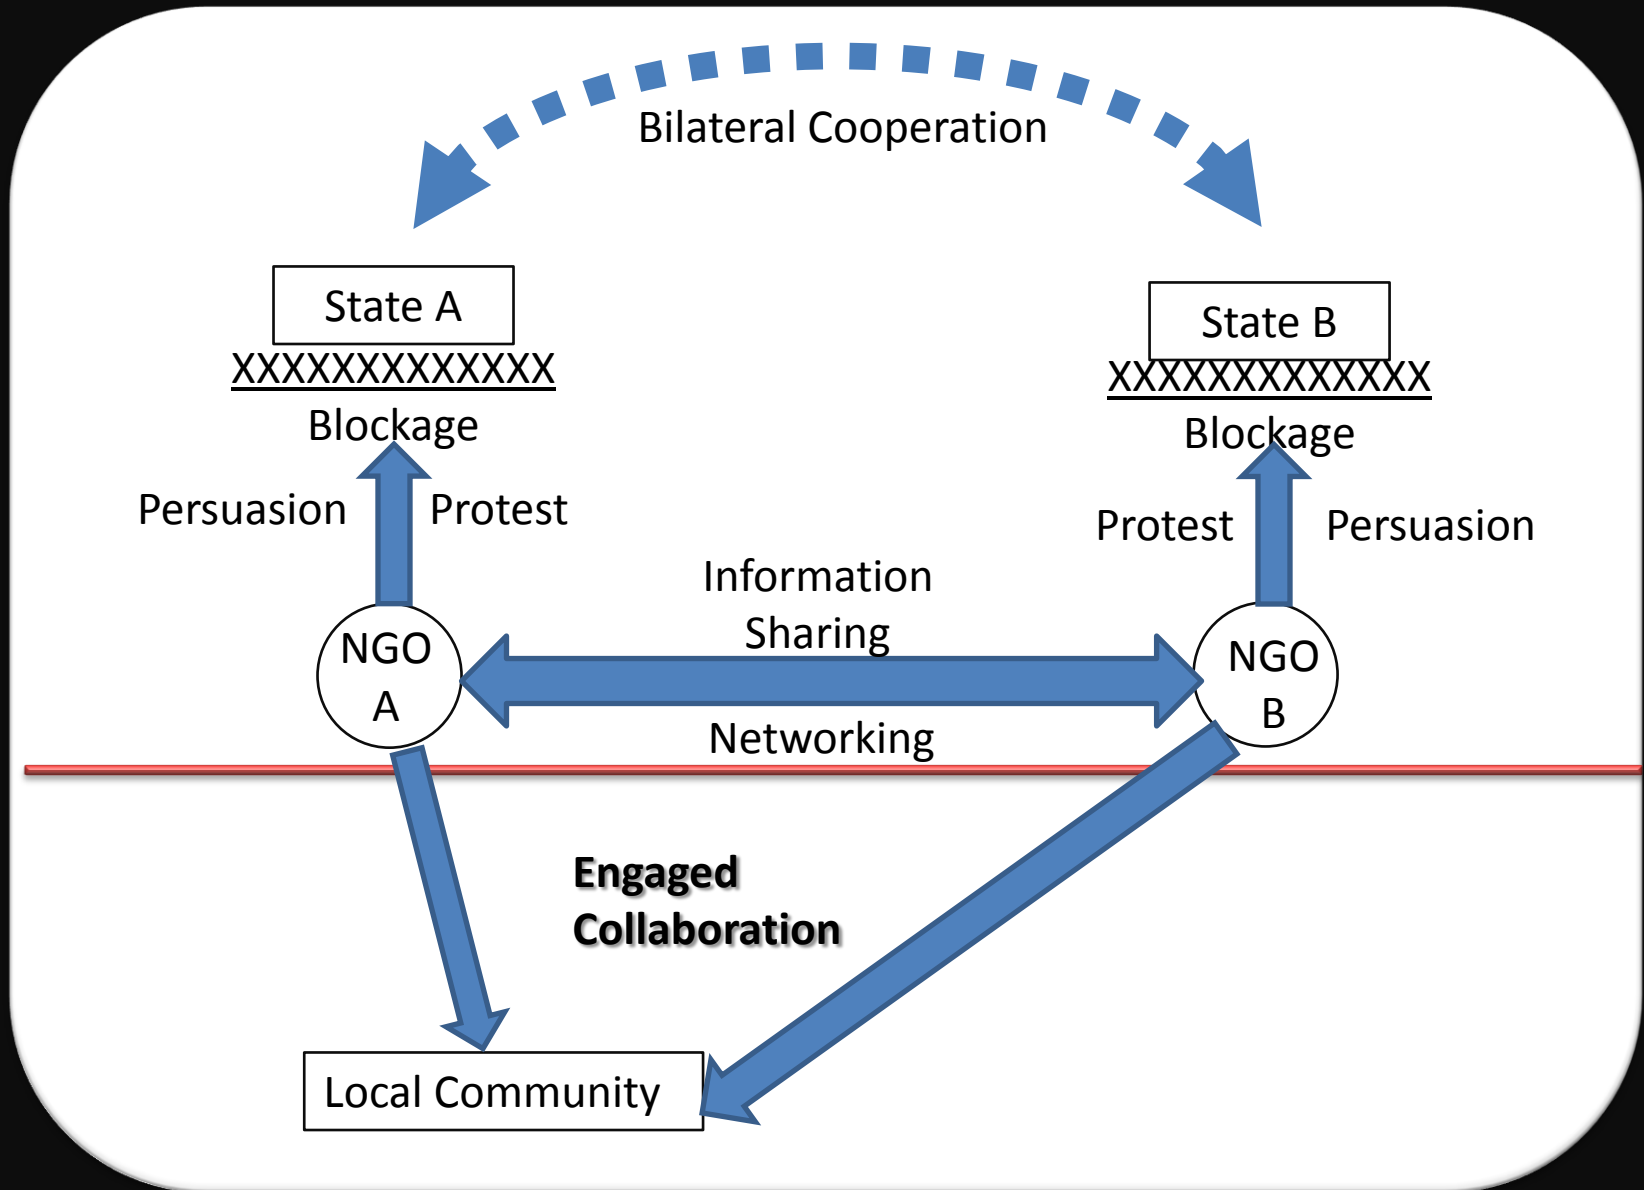 Bilateral Cooperation
State A
XXXXXXXXXXXXX
Blockage
State B
XXXXXXXXXXXXX
Blockage
Persuasion
Protest
Protest
Persuasion
Information
Sharing
NGO
A
NGO
B
Networking
Engaged
Collaboration
Local Community